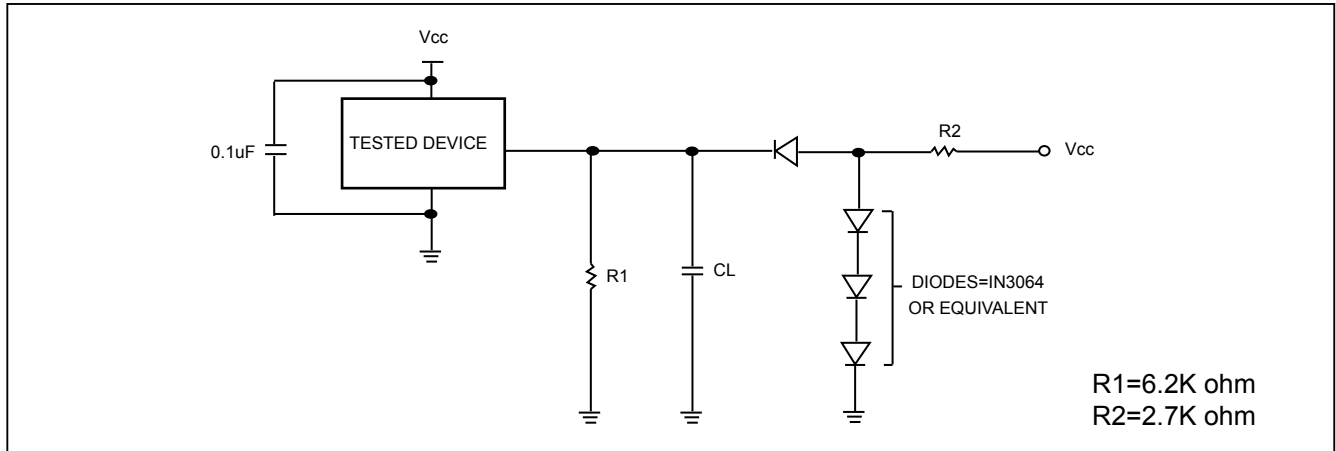 Vcc
TESTED DEVICE
0.1uF
R2
Vcc
R1
CL
DIODES=IN3064
OR EQUIVALENT
R1=6.2K ohm
R2=2.7K ohm